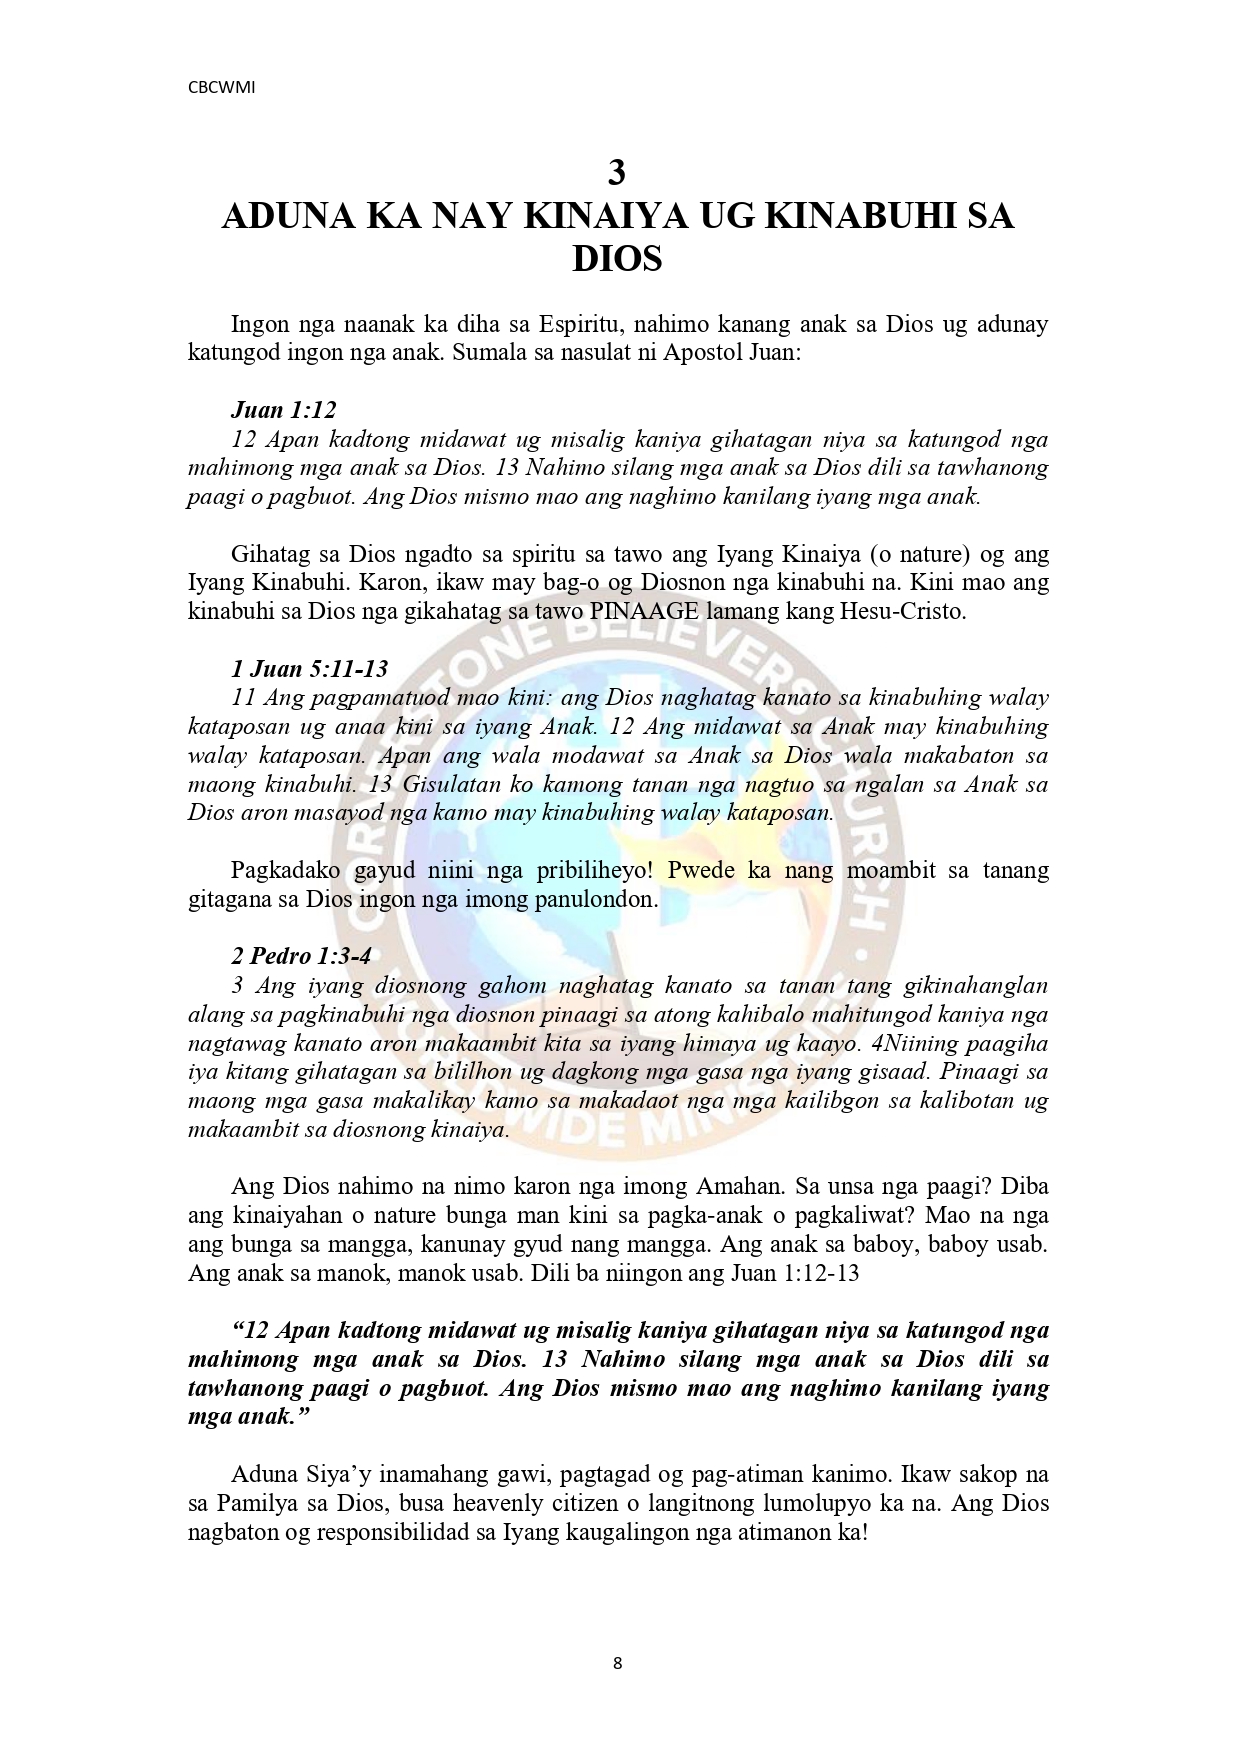 CBCWMI
3
ADUNA KA NAY KINAIYA UG KINABUHI SA
DIOS
Ingon nga naanak ka diha sa Espiritu, nahimo kanang anak sa Dios ug adunay
katungod ingon nga anak. Sumala sa nasulat ni Apostol Juan:
Juan 1:12
12 Apan kadtong midawat ug misalig kaniya gihatagan niya sa katungod nga
mahimong mga anak sa Dios. 13 Nahimo silang mga anak sa Dios dili sa tawhanong
paagi o pagbuot. Ang Dios mismo mao ang naghimo kanilang iyang mga anak.
Gihatag sa Dios ngadto sa spiritu sa tawo ang Iyang Kinaiya (o nature) og ang
Iyang Kinabuhi. Karon, ikaw may bag-o og Diosnon nga kinabuhi na. Kini mao ang
kinabuhi sa Dios nga gikahatag sa tawo PINAAGE lamang kang Hesu-Cristo.
1 Juan 5:11-13
11 Ang pagpamatuod mao kini: ang Dios naghatag kanato sa kinabuhing walay
kataposan ug anaa kini sa iyang Anak. 12 Ang midawat sa Anak may kinabuhing
walay kataposan. Apan ang wala modawat sa Anak sa Dios wala makabaton sa
maong kinabuhi. 13 Gisulatan ko kamong tanan nga nagtuo sa ngalan sa Anak sa
Dios aron masayod nga kamo may kinabuhing walay kataposan.
Pagkadako gayud niini nga pribiliheyo! Pwede ka nang moambit sa tanang
gitagana sa Dios ingon nga imong panulondon.
2 Pedro 1:3-4
3 Ang iyang diosnong gahom naghatag kanato sa tanan tang gikinahanglan
alang sa pagkinabuhi nga diosnon pinaagi sa atong kahibalo mahitungod kaniya nga
nagtawag kanato aron makaambit kita sa iyang himaya ug kaayo. 4Niining paagiha
iya kitang gihatagan sa bililhon ug dagkong mga gasa nga iyang gisaad. Pinaagi sa
maong mga gasa makalikay kamo sa makadaot nga mga kailibgon sa kalibotan ug
makaambit sa diosnong kinaiya.
Ang Dios nahimo na nimo karon nga imong Amahan. Sa unsa nga paagi? Diba
ang kinaiyahan o nature bunga man kini sa pagka-anak o pagkaliwat? Mao na nga
ang bunga sa mangga, kanunay gyud nang mangga. Ang anak sa baboy, baboy usab.
Ang anak sa manok, manok usab. Dili ba niingon ang Juan 1:12-13
“12 Apan kadtong midawat ug misalig kaniya gihatagan niya sa katungod nga
mahimong mga anak sa Dios. 13 Nahimo silang mga anak sa Dios dili sa
tawhanong paagi o pagbuot. Ang Dios mismo mao ang naghimo kanilang iyang
mga anak.”
Aduna Siya’y inamahang gawi, pagtagad og pag-atiman kanimo. Ikaw sakop na
sa Pamilya sa Dios, busa heavenly citizen o langitnong lumolupyo ka na. Ang Dios
nagbaton og responsibilidad sa Iyang kaugalingon nga atimanon ka!
CORNERSTONE BELIEVERS CHURCH
WORLDWIDE MINISTRIES
8